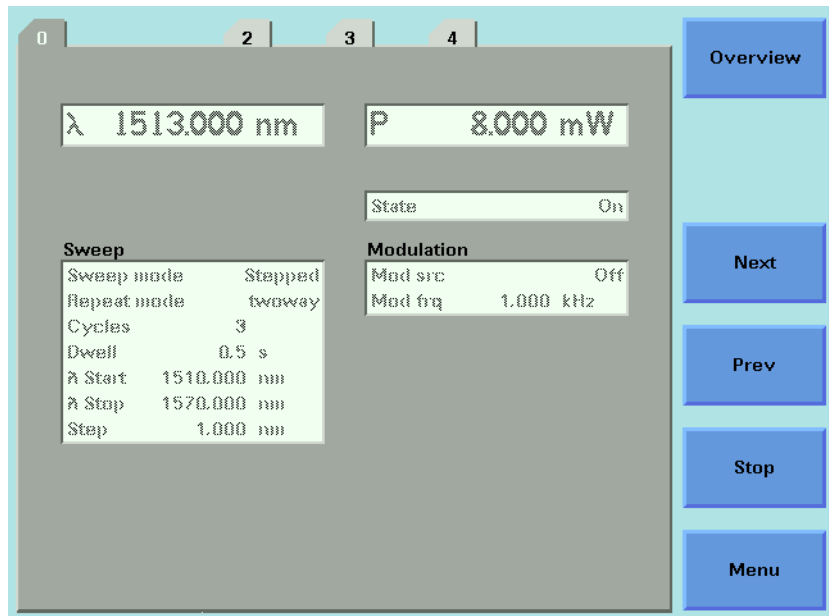 0 2 3 4
Overview
λ 1513.000 nm P 8.000 mW
State On
Sweep Modulation
Sweep mode Stepped
Repeat mode twoway
Cycles 3
Dwell 0.5 s
λ Start 1510.000 nm
λ Stop 1570.000 nm
Step 1.000 nm
Mod src Off
Mod frq 1.000 kHz
Next
Prev
Stop
Menu